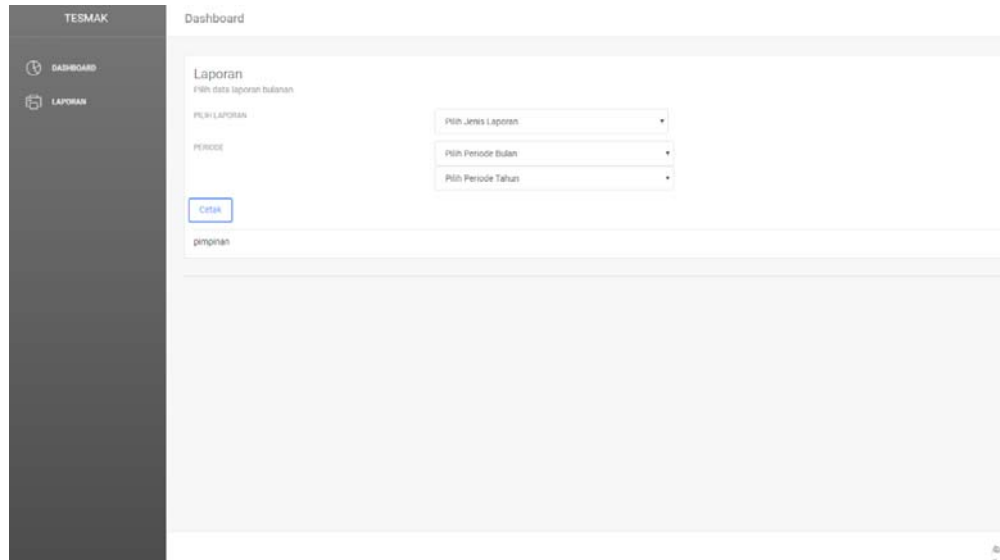 TESMAK
Dashboard
DASHBOARD
LAPORAN
Laporan
Pilih data laporan bulanan
PILIH LAPORAN
Pilih Jenis Laporan
PERIODE
Pilih Periode Bulan
Pilih Periode Tahun
Cetak
pimpinan